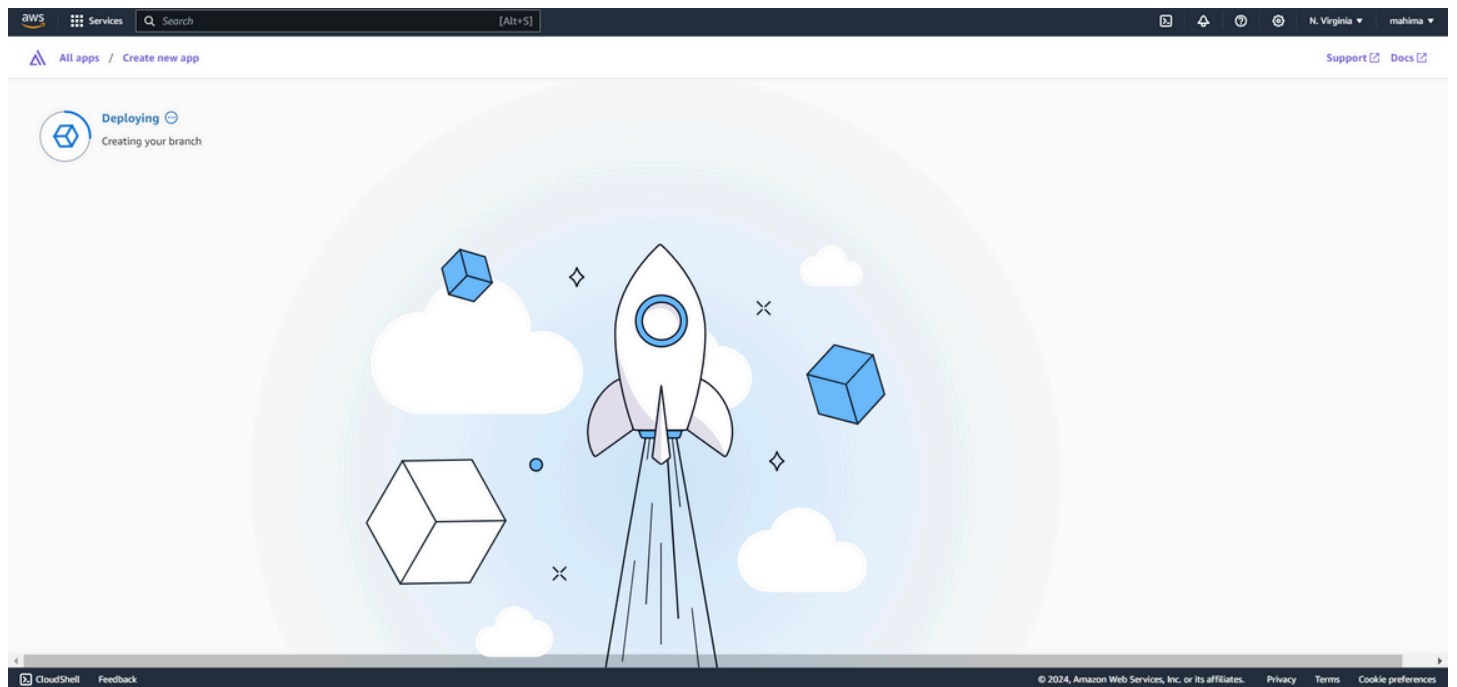 aws Services Search [Alt+S] N. Virginia mahima
All apps / Create new app Support Docs
Deploying
Creating your branch
CloudShell Feedback © 2024, Amazon Web Services, Inc. or its affiliates. Privacy Terms Cookie preferences